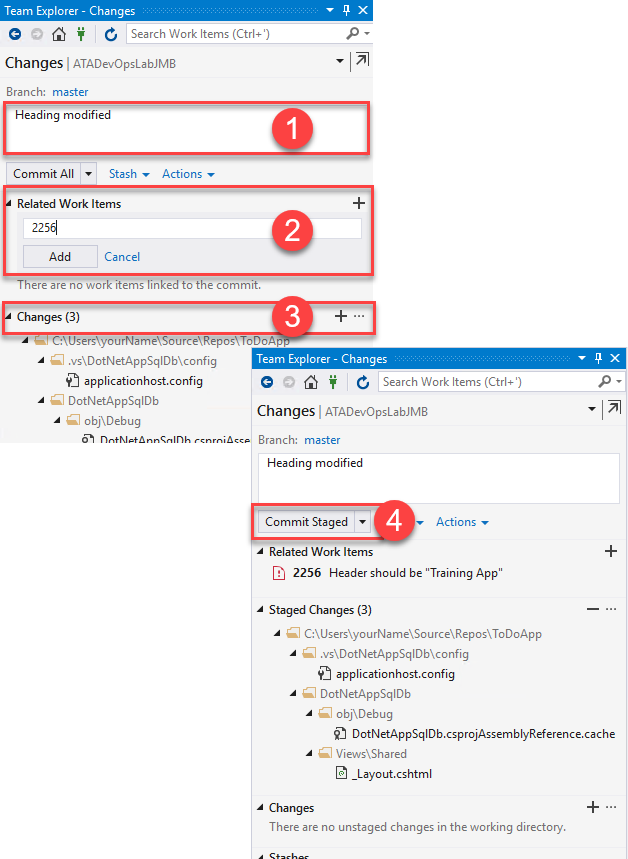 Team Explorer - Changes
Search Work Items (Ctrl+')
Changes | ATADevOpsLabJMB
Branch: master
Heading modified
1
Commit All Stash Actions
Related Work Items
2256
2
Add Cancel
There are no work items linked to the commit.
Changes (3)
3
C:\Users\yourName\Source\Repos\ToDoApp
.vs\DotNetAppSqlDb\config
applicationhost.config
DotNetAppSqlDb
obj\Debug
DotNetAppSqlDb.csprojAsse
Team Explorer - Changes
Search Work Items (Ctrl+')
Changes | ATADevOpsLabJMB
Branch: master
Heading modified
Commit Staged 4 Actions
Related Work Items
2256 Header should be "Training App"
Staged Changes (3)
C:\Users\yourName\Source\Repos\ToDoApp
.vs\DotNetAppSqlDb\config
applicationhost.config
DotNetAppSqlDb
obj\Debug
DotNetAppSqlDb.csprojAssemblyReference.cache
Views\Shared
_Layout.cshtml
Changes
There are no unstaged changes in the working directory.
Stashes